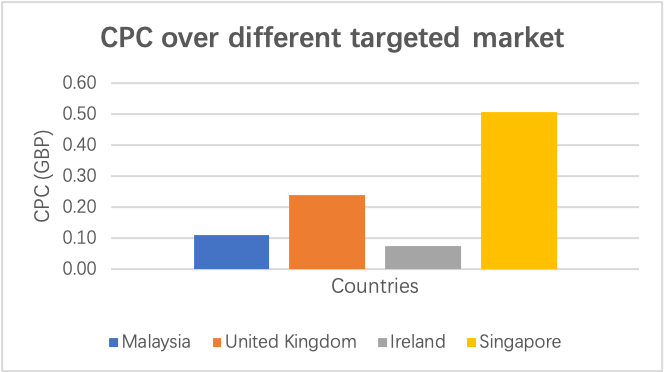 CPC over different targeted market
0.60
0.50
0.40
0.30
0.20
0.10
0.00
CPC (GBP)
Countries
Malaysia United Kingdom Ireland Singapore